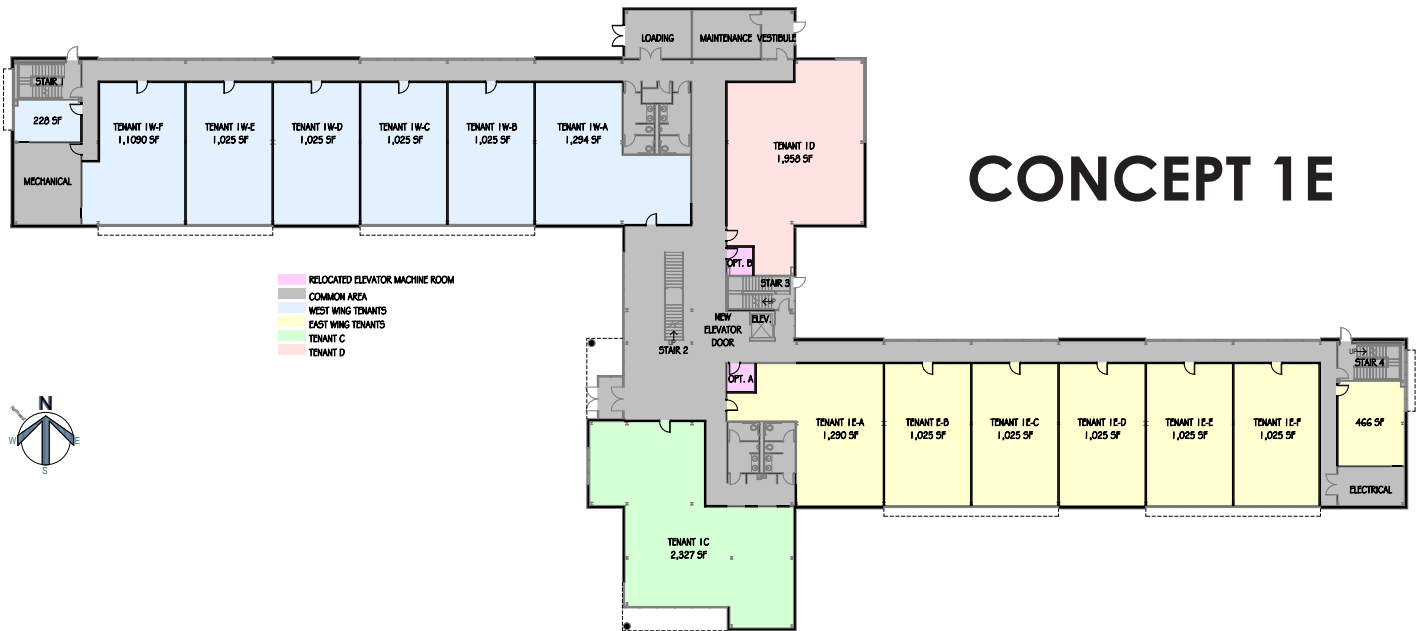 LOADING
MAINTENANCE
VESTIBULE
STAIR 1
228 SF
MECHANICAL
TENANT 1W-F
1,1090 SF
TENANT 1W-E
1,025 SF
TENANT 1W-D
1,025 SF
TENANT 1W-C
1,025 SF
TENANT 1W-B
1,025 SF
TENANT 1W-A
1,294 SF
TENANT 1D
1,958 SF
CONCEPT 1E
OPT. B
STAIR 3
UP
ELEV.
NEW
ELEVATOR
DOOR
UP
STAIR 2
RELOCATED ELEVATOR MACHINE ROOM
COMMON AREA
WEST WING TENANTS
EAST WING TENANTS
TENANT C
TENANT D
OPT. A
UP
STAIR 4
TENANT 1E-A
1,290 SF
TENANT E-B
1,025 SF
TENANT 1E-C
1,025 SF
TENANT 1E-D
1,025 SF
TENANT 1E-E
1,025 SF
TENANT 1E-F
1,025 SF
466 SF
ELECTRICAL
N
W
E
S
TENANT 1C
2,327 SF